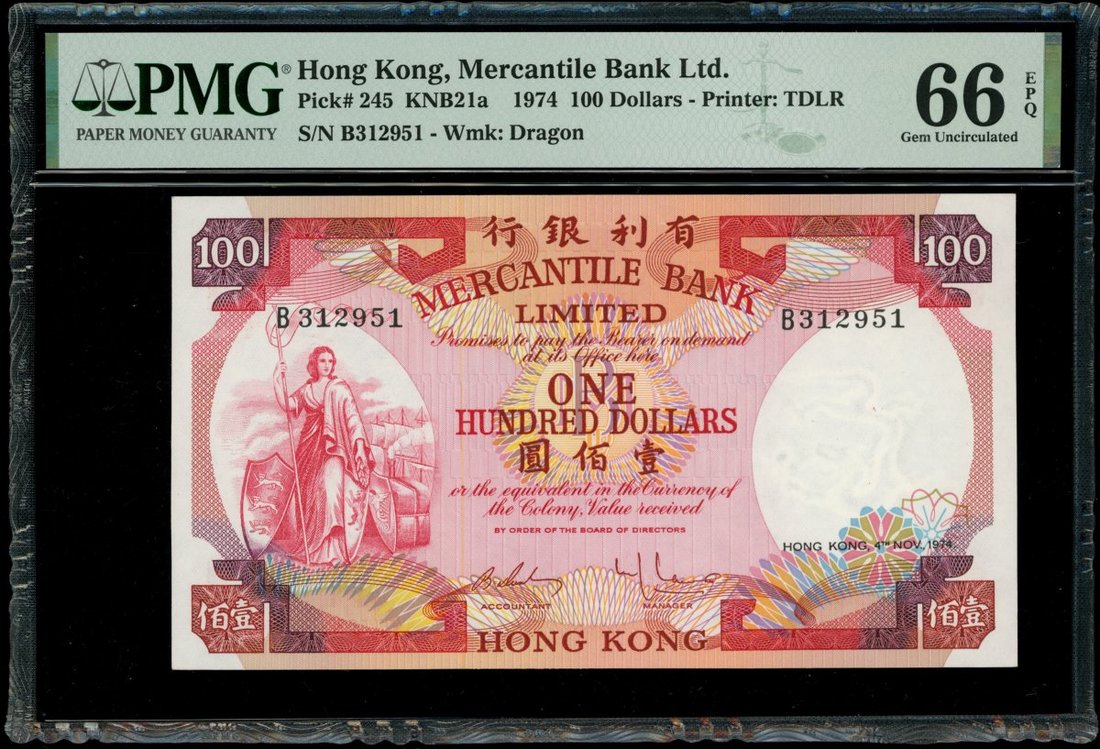 PMG®
PAPER MONEY GUARANTY
Hong Kong, Mercantile Bank Ltd.
Pick# 245 KNB21a 1974 100 Dollars - Printer: TDLR
S/N B312951 - Wmk: Dragon
66 EPQ
Gem Uncirculated
行銀利有
100
100
MERCANTILE BANK
LIMITED
B312951
B312951
Promises to pay the Bearer on demand
at its Office here
ONE
HUNDRED DOLLARS
圓佰壹
or the equivalent in the Currency of
the Colony, Value received
BY ORDER OF THE BOARD OF DIRECTORS
HONG KONG, 4TH NOV. 1974.
ACCOUNTANT
MANAGER
佰壹
佰壹
HONG KONG